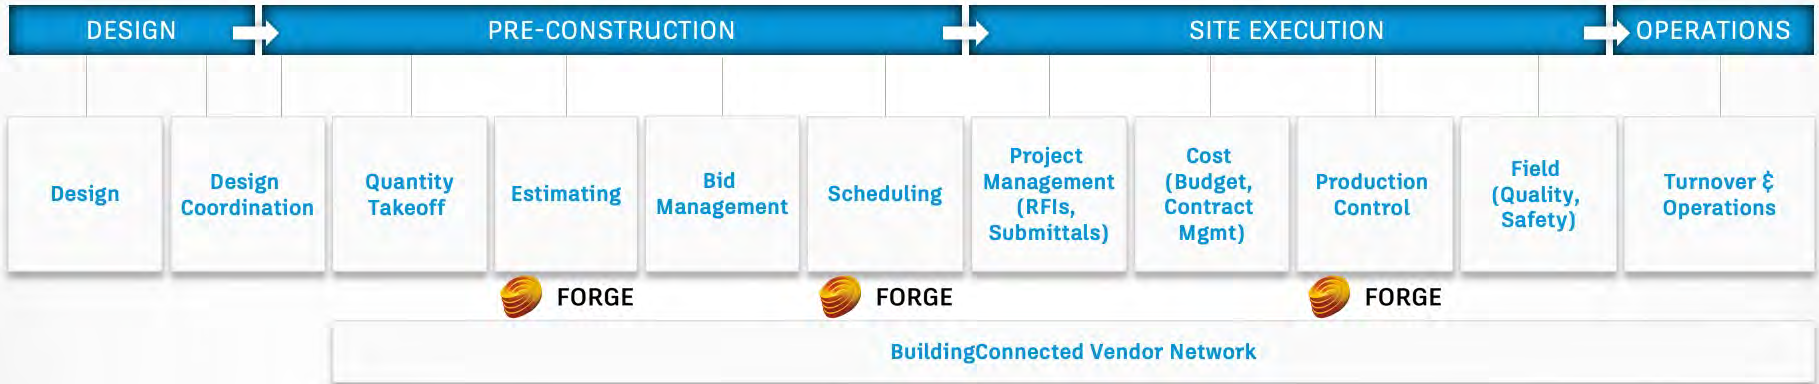 DESIGN
PRE-CONSTRUCTION
SITE EXECUTION
OPERATIONS
Design
Design
Coordination
Quantity
Takeoff
Estimating
Bid
Management
Scheduling
Project
Management
(RFIs,
Submittals)
Cost
(Budget,
Contract
Mgmt)
Production
Control
Field
(Quality,
Safety)
Turnover &
Operations
FORGE
FORGE
FORGE
BuildingConnected Vendor Network